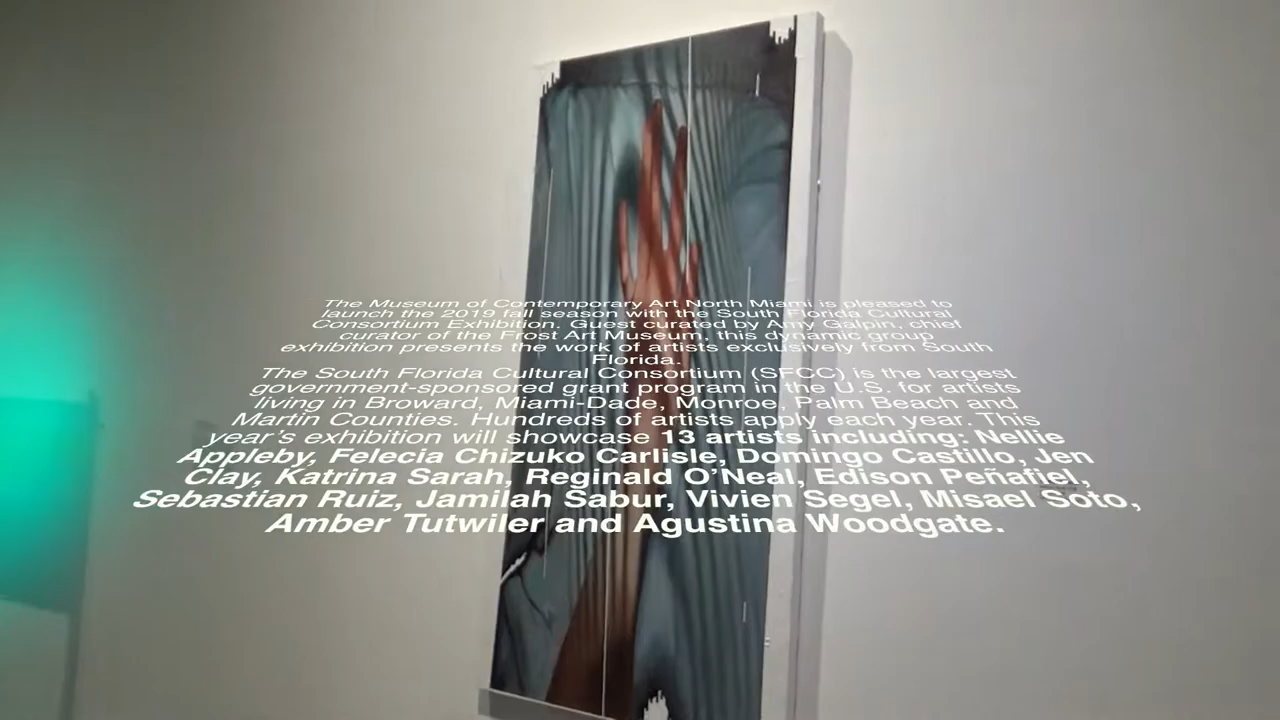 The Museum of Contemporary Art North Miami is pleased to
launch the 2019 fall season with the South Florida Cultural
Consortium Exhibition. Guest curated by Amy Galpin, chief
curator of the Frost Art Museum, this dynamic group
exhibition presents the work of artists exclusively from South
Florida.
The South Florida Cultural Consortium (SFCC) is the largest
government-sponsored grant program in the U.S. for artists
living in Broward, Miami-Dade, Monroe, Palm Beach and
Martin Counties. Hundreds of artists apply each year. This
year's exhibition will showcase 13 artists including: Nellie
Appleby, Felecia Chizuko Carlisle, Domingo Castillo, Jen
Clay, Katrina Sarah, Reginald O'Neal, Edison Peñafiel,
Sebastian Ruiz, Jamilah Sabur, Vivien Segel, Misael Soto,
Amber Tutwiler and Agustina Woodgate.